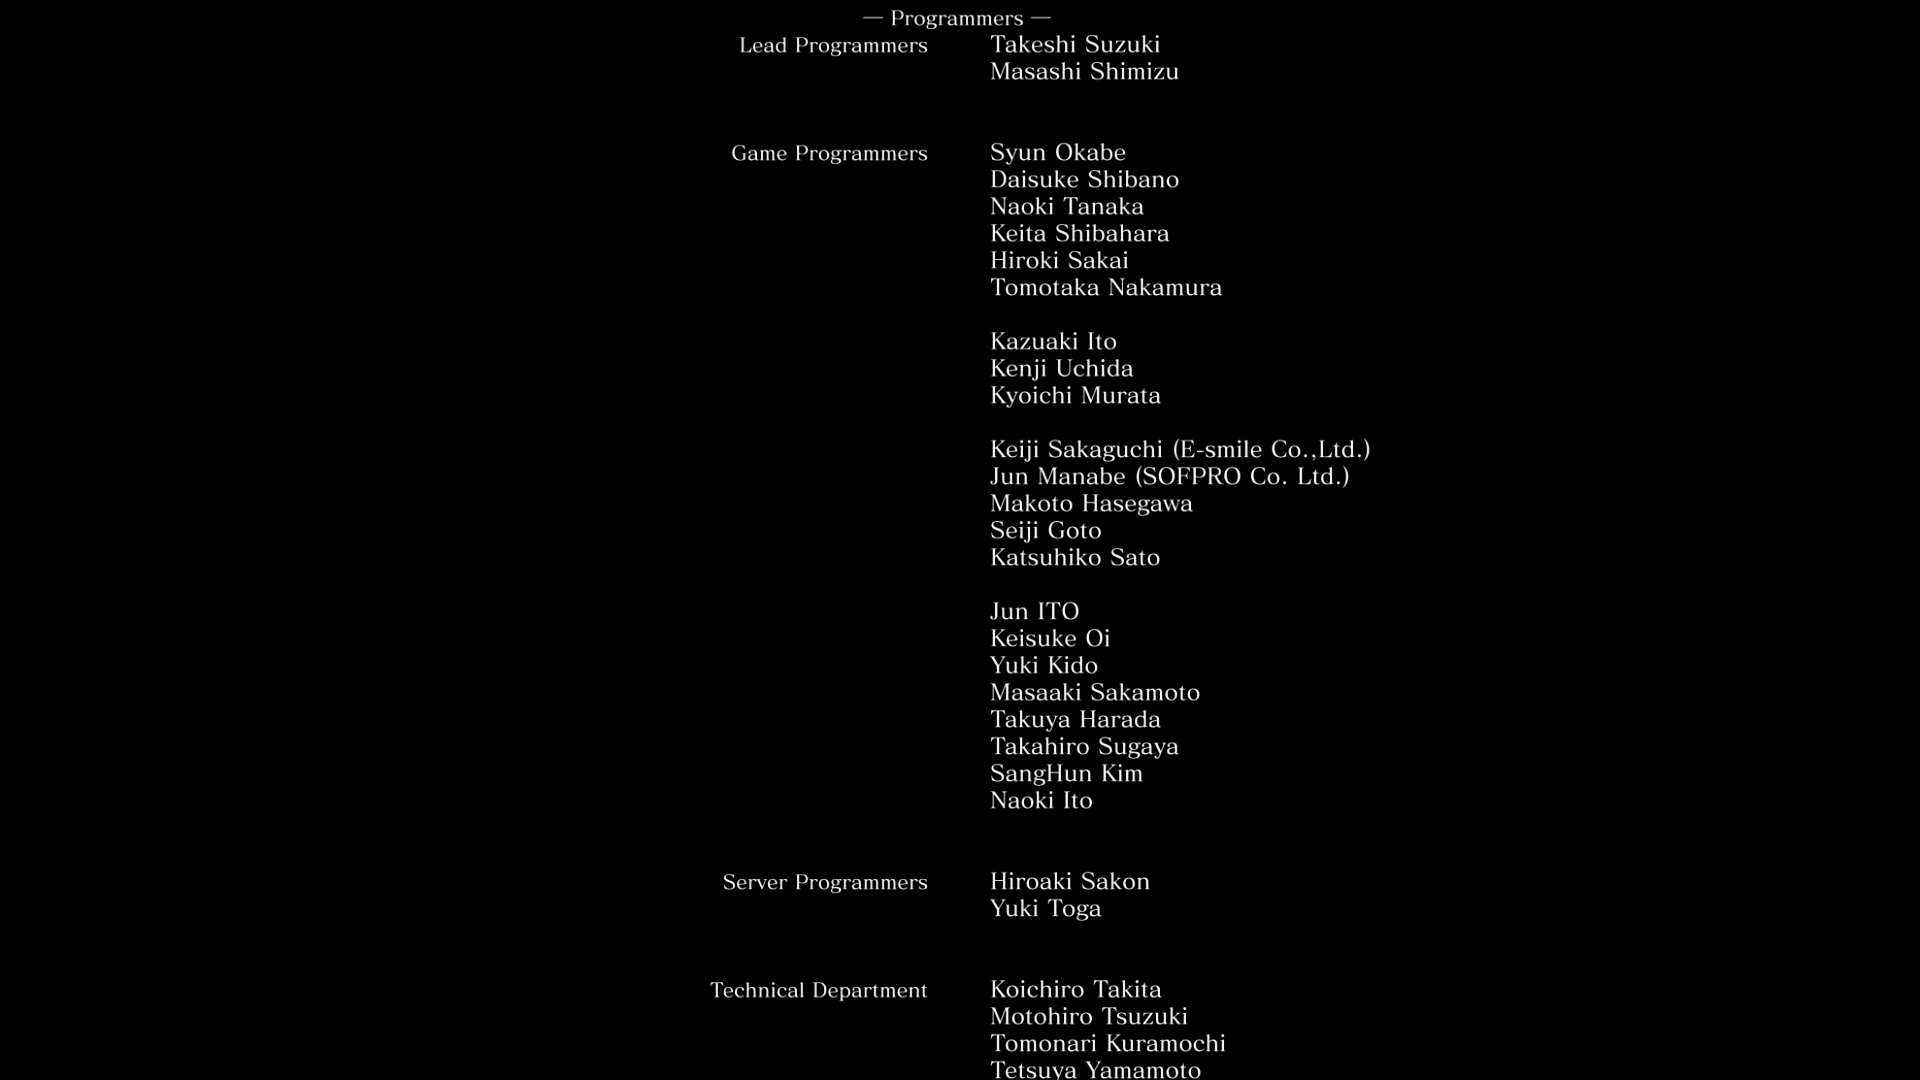 — Programmers —
Lead Programmers Takeshi Suzuki
Masashi Shimizu
Game Programmers Syun Okabe
Daisuke Shibano
Naoki Tanaka
Keita Shibahara
Hiroki Sakai
Tomotaka Nakamura
Kazuaki Ito
Kenji Uchida
Kyoichi Murata
Keiji Sakaguchi (E-smile Co.,Ltd.)
Jun Manabe (SOFPRO Co. Ltd.)
Makoto Hasegawa
Seiji Goto
Katsuhiko Sato
Jun ITO
Keisuke Oi
Yuki Kido
Masaaki Sakamoto
Takuya Harada
Takahiro Sugaya
SangHun Kim
Naoki Ito
Server Programmers Hiroaki Sakon
Yuki Toga
Technical Department Koichiro Takita
Motohiro Tsuzuki
Tomonari Kuramochi
Tetsuya Yamamoto